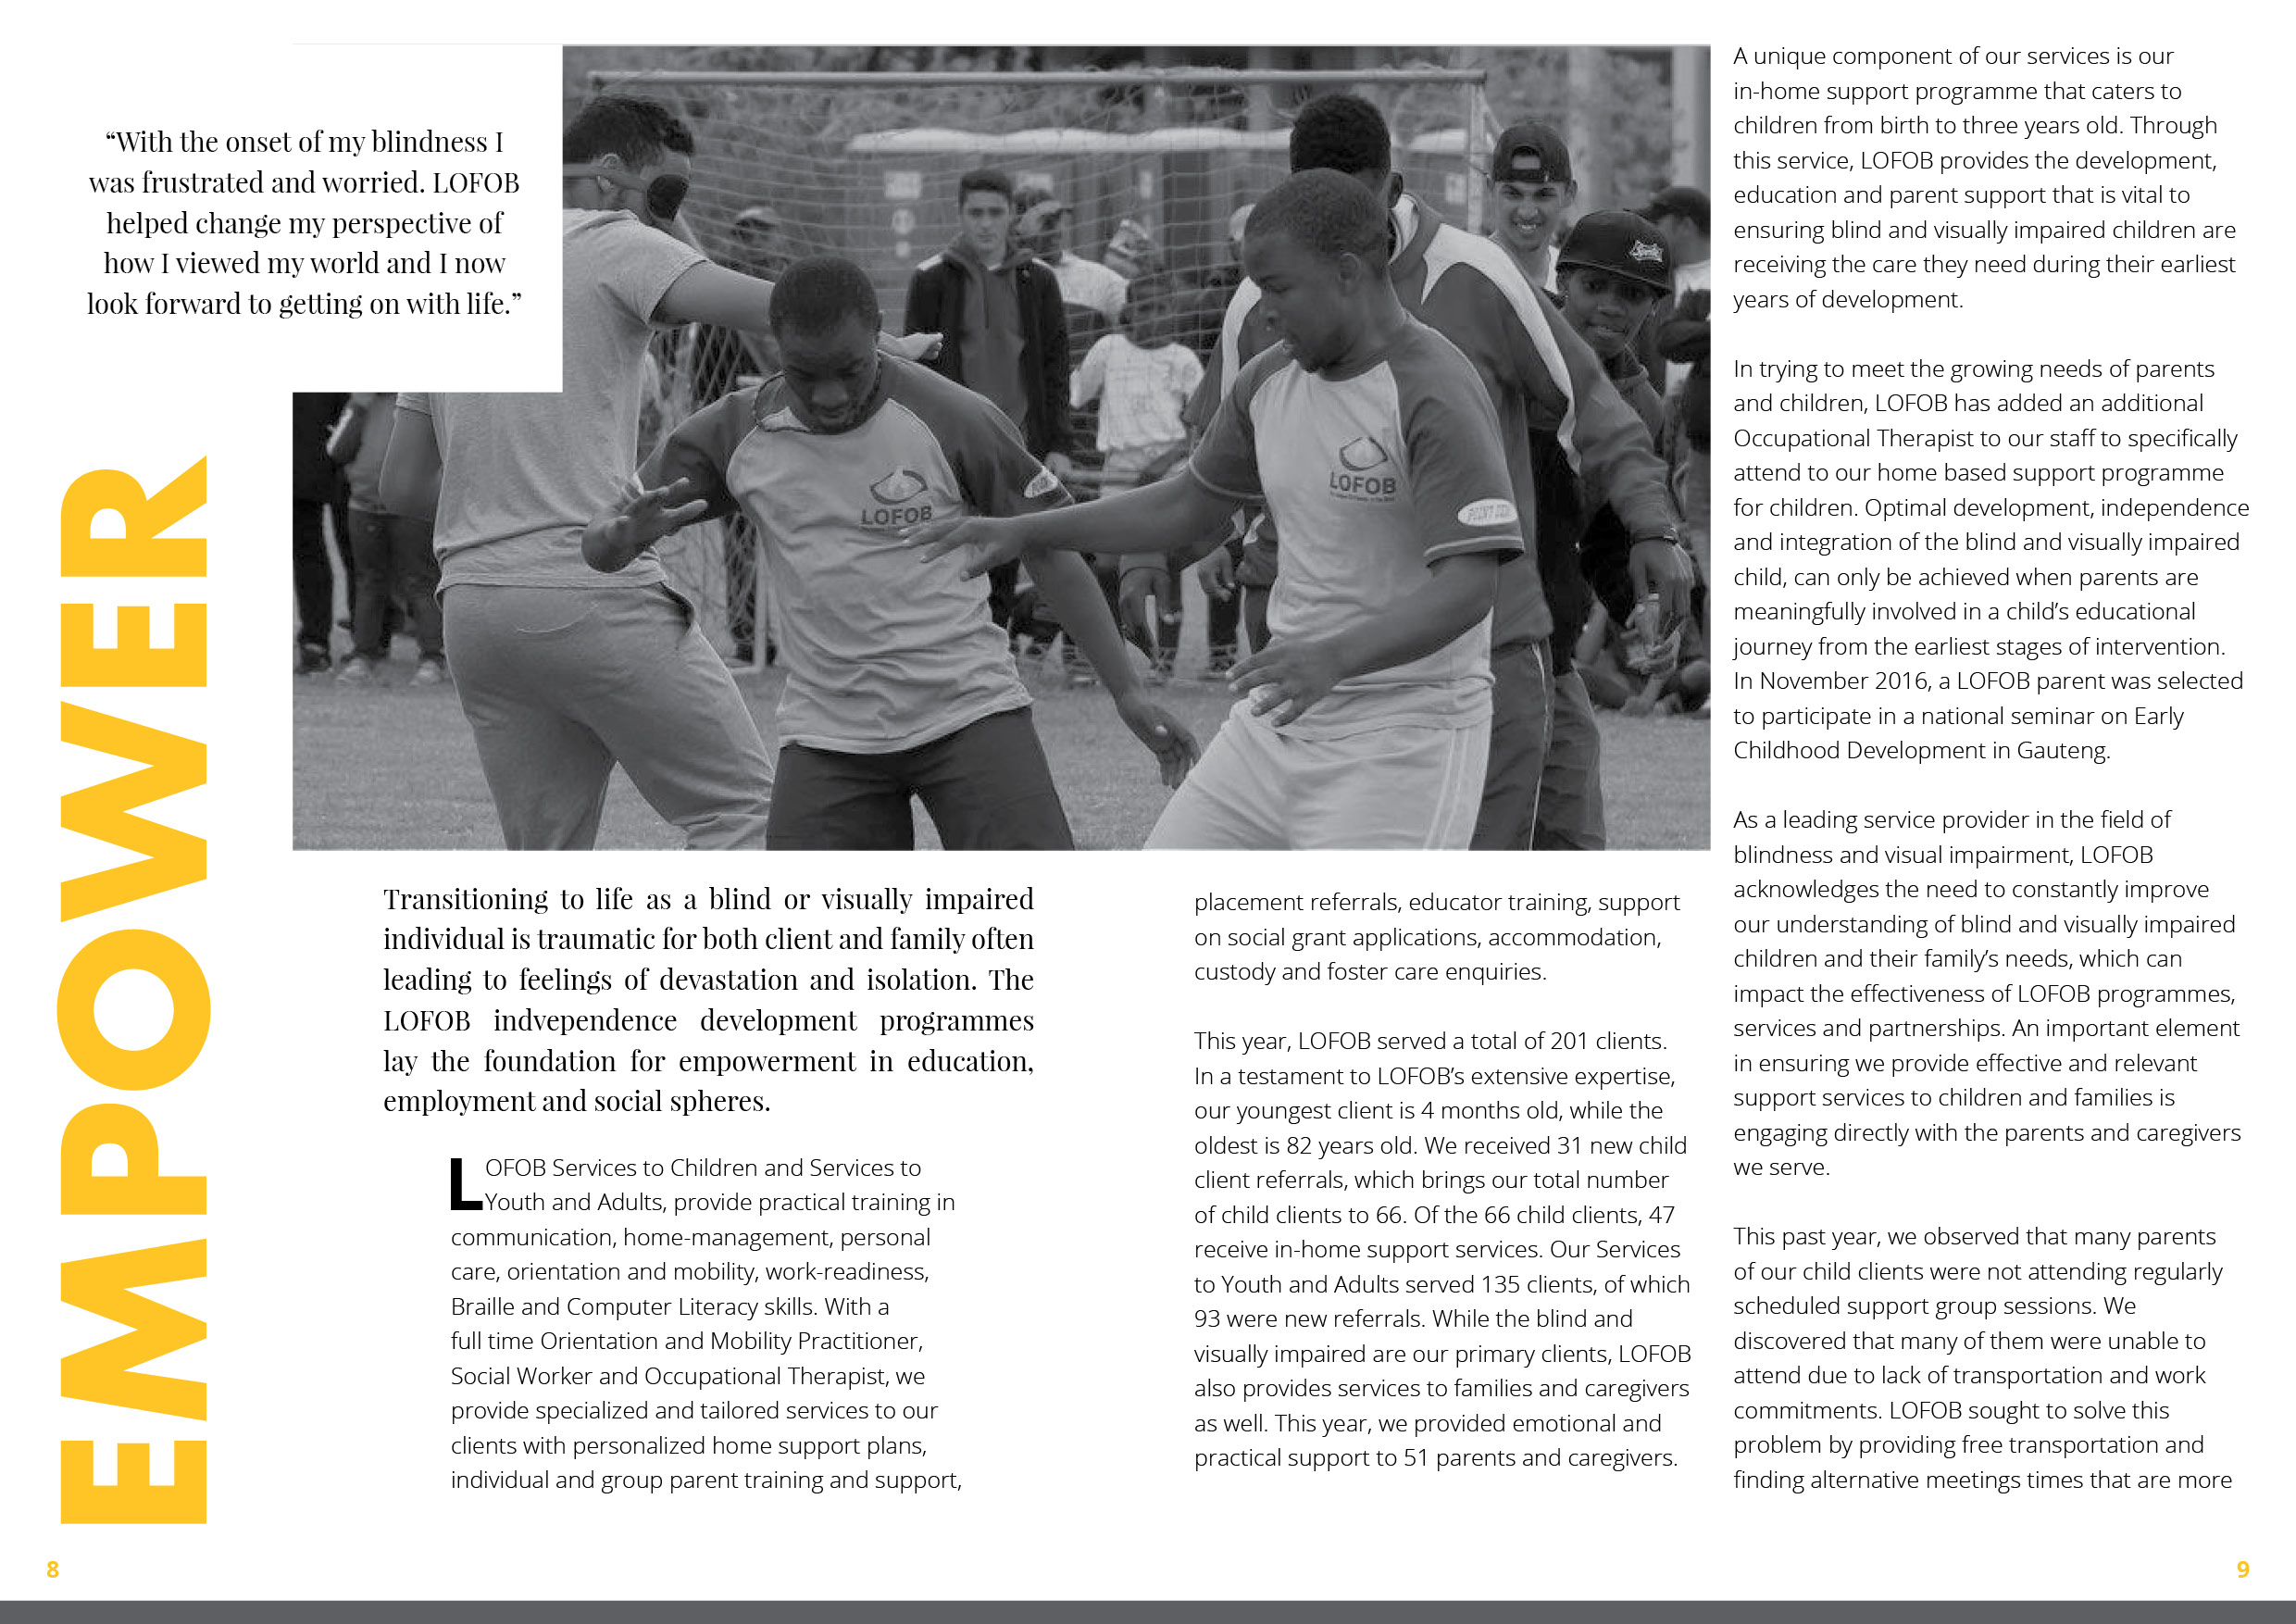 “With the onset of my blindness I
was frustrated and worried. LOFOB
helped change my perspective of
how I viewed my world and I now
look forward to getting on with life.”
EMPOWER
LOFOB
LOFOB
Transitioning to life as a blind or visually impaired
individual is traumatic for both client and family often
leading to feelings of devastation and isolation. The
LOFOB indvependence development programmes
lay the foundation for empowerment in education,
employment and social spheres.
LOFOB Services to Children and Services to
Youth and Adults, provide practical training in
communication, home-management, personal
care, orientation and mobility, work-readiness,
Braille and Computer Literacy skills. With a
full time Orientation and Mobility Practitioner,
Social Worker and Occupational Therapist, we
provide specialized and tailored services to our
clients with personalized home support plans,
individual and group parent training and support,
placement referrals, educator training, support
on social grant applications, accommodation,
custody and foster care enquiries.
This year, LOFOB served a total of 201 clients.
In a testament to LOFOB’s extensive expertise,
our youngest client is 4 months old, while the
oldest is 82 years old. We received 31 new child
client referrals, which brings our total number
of child clients to 66. Of the 66 child clients, 47
receive in-home support services. Our Services
to Youth and Adults served 135 clients, of which
93 were new referrals. While the blind and
visually impaired are our primary clients, LOFOB
also provides services to families and caregivers
as well. This year, we provided emotional and
practical support to 51 parents and caregivers.
A unique component of our services is our
in-home support programme that caters to
children from birth to three years old. Through
this service, LOFOB provides the development,
education and parent support that is vital to
ensuring blind and visually impaired children are
receiving the care they need during their earliest
years of development.
In trying to meet the growing needs of parents
and children, LOFOB has added an additional
Occupational Therapist to our staff to specifically
attend to our home based support programme
for children. Optimal development, independence
and integration of the blind and visually impaired
child, can only be achieved when parents are
meaningfully involved in a child’s educational
journey from the earliest stages of intervention.
In November 2016, a LOFOB parent was selected
to participate in a national seminar on Early
Childhood Development in Gauteng.
As a leading service provider in the field of
blindness and visual impairment, LOFOB
acknowledges the need to constantly improve
our understanding of blind and visually impaired
children and their family’s needs, which can
impact the effectiveness of LOFOB programmes,
services and partnerships. An important element
in ensuring we provide effective and relevant
support services to children and families is
engaging directly with the parents and caregivers
we serve.
This past year, we observed that many parents
of our child clients were not attending regularly
scheduled support group sessions. We
discovered that many of them were unable to
attend due to lack of transportation and work
commitments. LOFOB sought to solve this
problem by providing free transportation and
finding alternative meetings times that are more
8
9